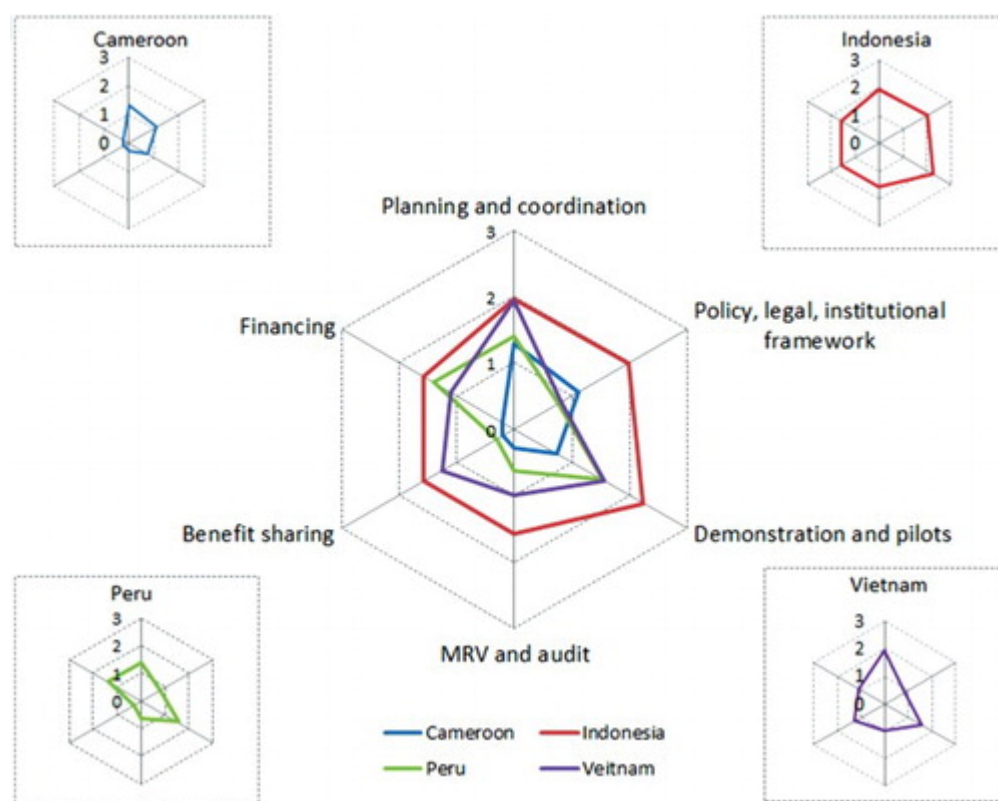 Cameroon
3
2
1
0
Indonesia
3
2
1
0
Planning and coordination
3
2
1
0
Financing
Policy, legal, institutional
framework
Benefit sharing
Demonstration and pilots
MRV and audit
Peru
3
2
1
0
Vietnam
3
2
1
0
Cameroon
Indonesia
Peru
Veitnam